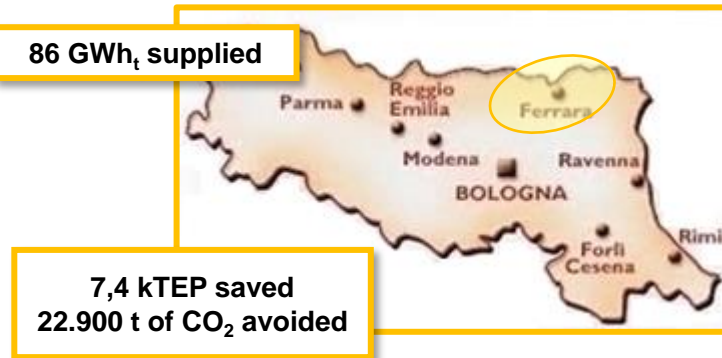 86 GWht supplied
Reggio
Emilia
Parma
Ferrara
Modena
Ravenna
BOLOGNA
Forlì
Cesena
Rimi
7,4 kTEP saved
22.900 t of CO2 avoided